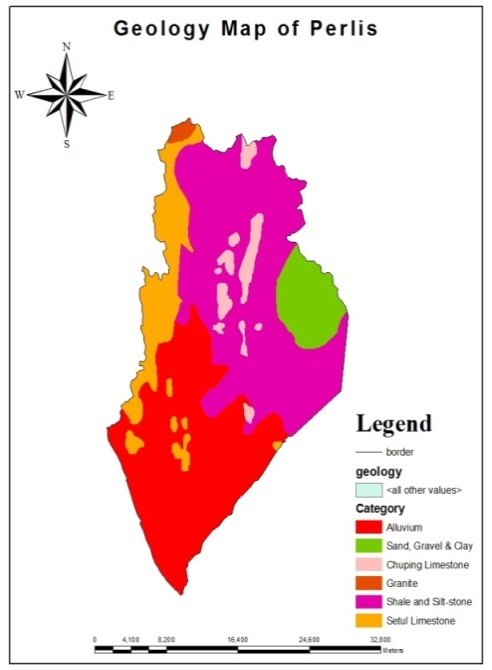 Geology Map of Perlis
N
W
E
S
Legend
border
geology
<all other values>
Category
Alluvium
Sand, Gravel & Clay
Chuping Limestone
Granite
Shale and Silt-stone
Setul Limestone
0 4,100 8,200 16,400 24,600 32,800
Meters